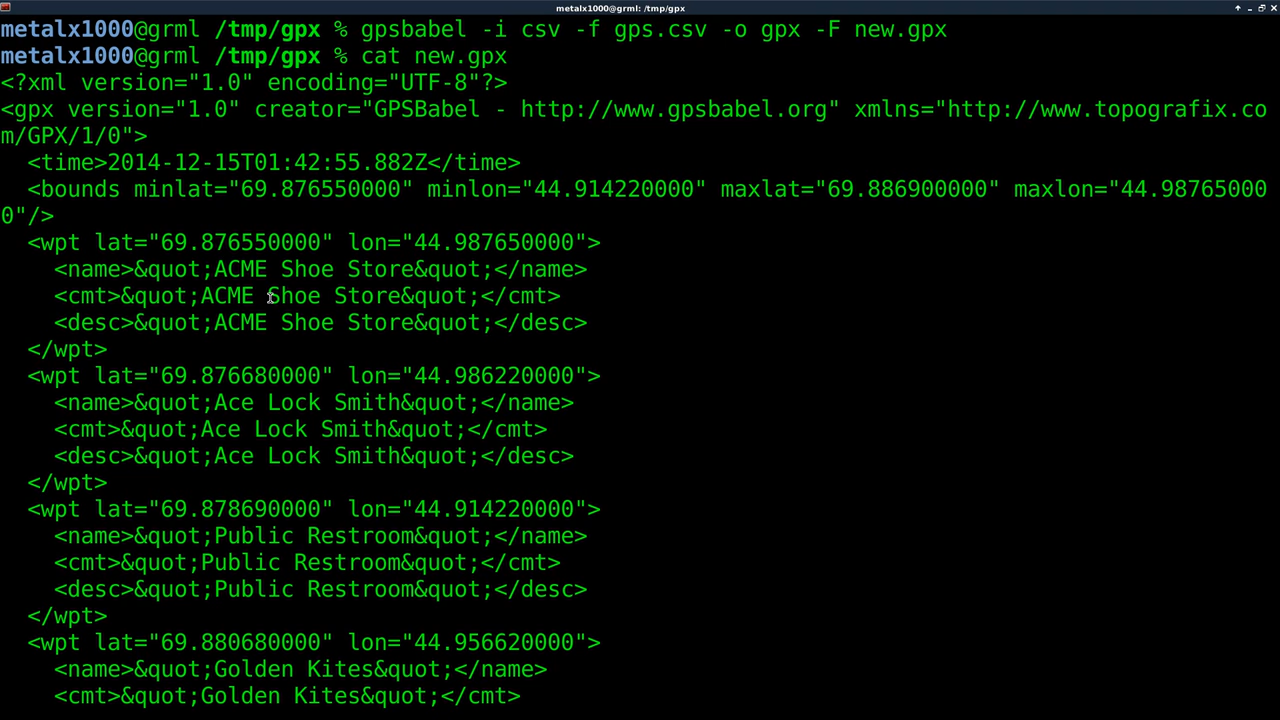 metalx1000@grml: /tmp/gpx
metalx1000@grml /tmp/gpx % gpsbabel -i csv -f gps.csv -o gpx -F new.gpx
metalx1000@grml /tmp/gpx % cat new.gpx
<?xml version="1.0" encoding="UTF-8"?>
<gpx version="1.0" creator="GPSBabel - http://www.gpsbabel.org" xmlns="http://www.topografix.co
m/GPX/1/0">
  <time>2014-12-15T01:42:55.882Z</time>
  <bounds minlat="69.876550000" minlon="44.914220000" maxlat="69.886900000" maxlon="44.98765000
0"/>
  <wpt lat="69.876550000" lon="44.987650000">
    <name>&quot;ACME Shoe Store&quot;</name>
    <cmt>&quot;ACME Shoe Store&quot;</cmt>
    <desc>&quot;ACME Shoe Store&quot;</desc>
  </wpt>
  <wpt lat="69.876680000" lon="44.986220000">
    <name>&quot;Ace Lock Smith&quot;</name>
    <cmt>&quot;Ace Lock Smith&quot;</cmt>
    <desc>&quot;Ace Lock Smith&quot;</desc>
  </wpt>
  <wpt lat="69.878690000" lon="44.914220000">
    <name>&quot;Public Restroom&quot;</name>
    <cmt>&quot;Public Restroom&quot;</cmt>
    <desc>&quot;Public Restroom&quot;</desc>
  </wpt>
  <wpt lat="69.880680000" lon="44.956620000">
    <name>&quot;Golden Kites&quot;</name>
    <cmt>&quot;Golden Kites&quot;</cmt>